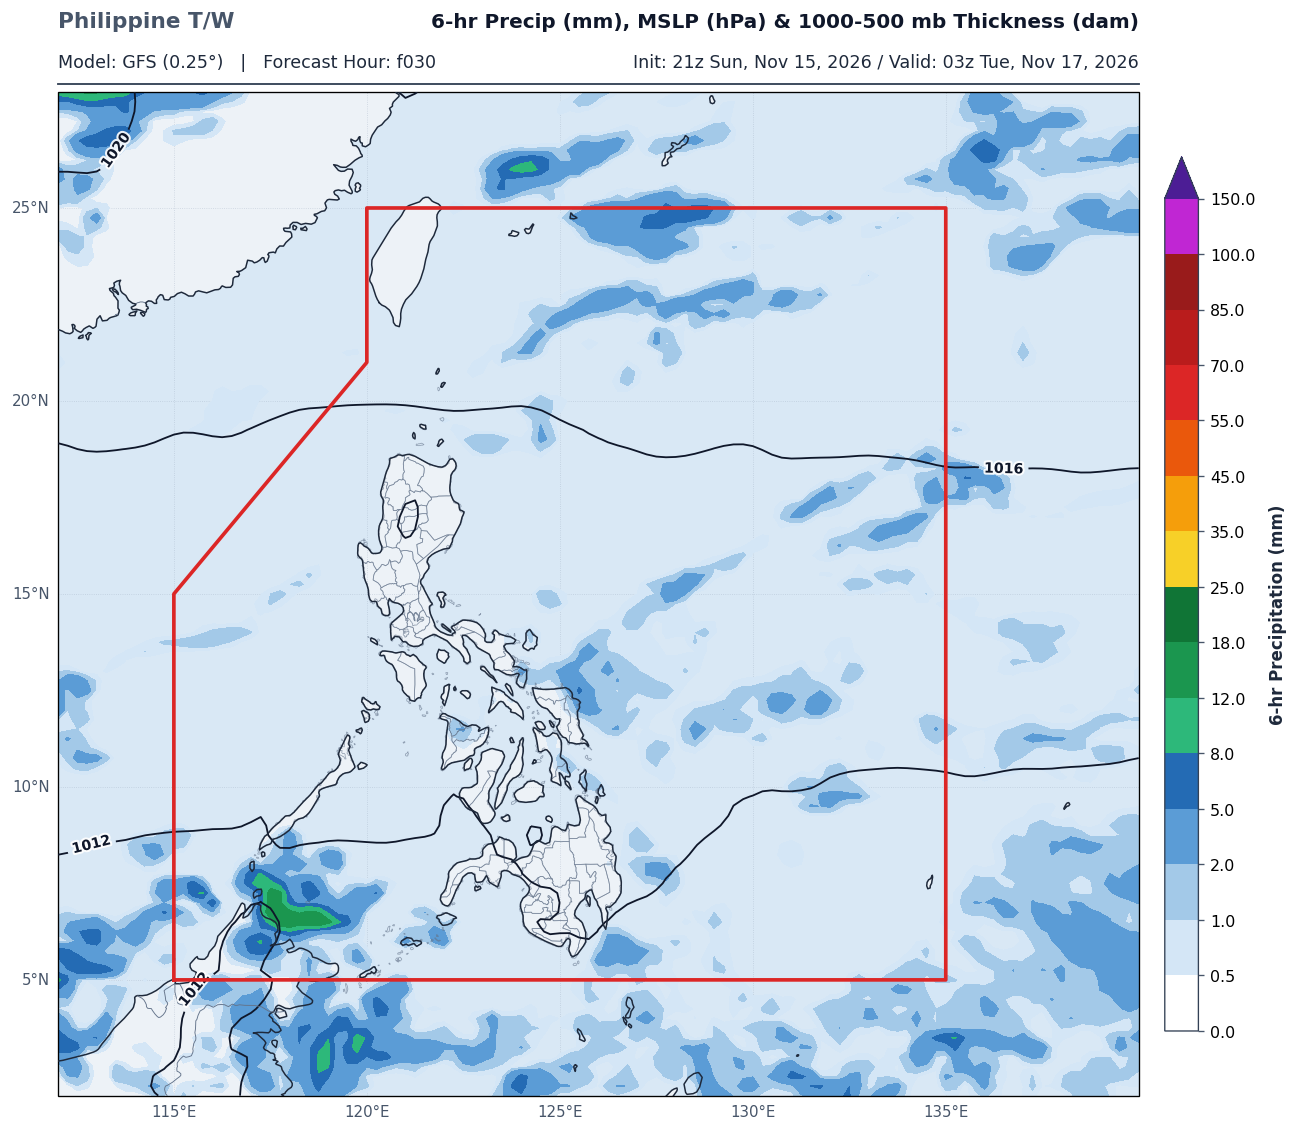 Philippine T/W
6-hr Precip (mm), MSLP (hPa) & 1000-500 mb Thickness (dam)
Model: GFS (0.25°) | Forecast Hour: f030
Init: 21z Sun, Nov 15, 2026 / Valid: 03z Tue, Nov 17, 2026
1020
1016
1012
1012
25°N
20°N
15°N
10°N
5°N
115°E
120°E
125°E
130°E
135°E
150.0
100.0
85.0
70.0
55.0
45.0
35.0
25.0
18.0
12.0
8.0
5.0
2.0
1.0
0.5
0.0
6-hr Precipitation (mm)